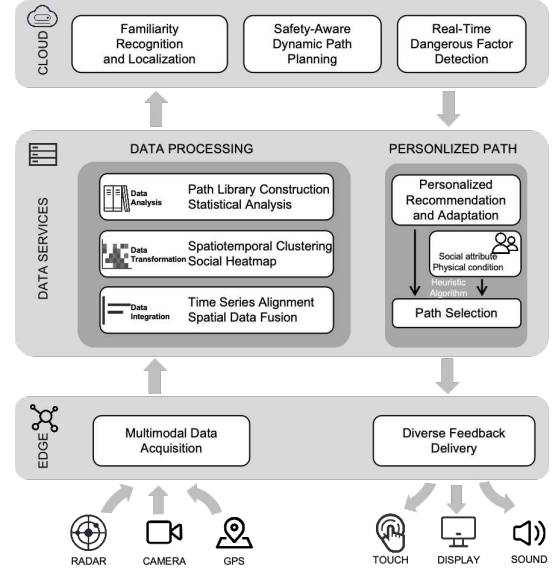 CLOUD
Familiarity
Recognition
and Localization
Safety-Aware
Dynamic Path
Planning
Real-Time
Dangerous Factor
Detection
DATA SERVICES
DATA PROCESSING
Data
Analysis
Path Library Construction
Statistical Analysis
Data
Transformation
Spatiotemporal Clustering
Social Heatmap
Data
Integration
Time Series Alignment
Spatial Data Fusion
PERSONLIZED PATH
Personalized
Recommendation
and Adaptation
Social attribute
Physical condition
Heuristic
Algorithm
Path Selection
EDGE
Multimodal Data
Acquisition
Diverse Feedback
Delivery
RADAR
CAMERA
GPS
TOUCH
DISPLAY
SOUND